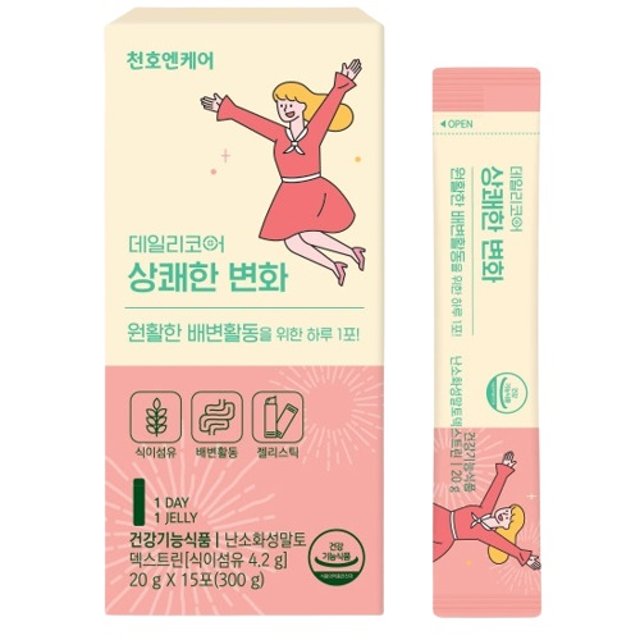 천호엔케어
데일리코어
상쾌한 변화
원활한 배변활동을 위한 하루 1포!
식이섬유
배변활동
젤리스틱
1 DAY
1 JELLY
건강기능식품 | 난소화성말토
덱스트린[식이섬유 4.2 g]
20 g X 15포(300 g)
건강
기능식품
◀ OPEN
데일리코어
상쾌한 변화
원활한 배변활동을 위한 하루 1포!
건강
기능식품
난소화성말토덱스트린 | 20 g
건강기능식품